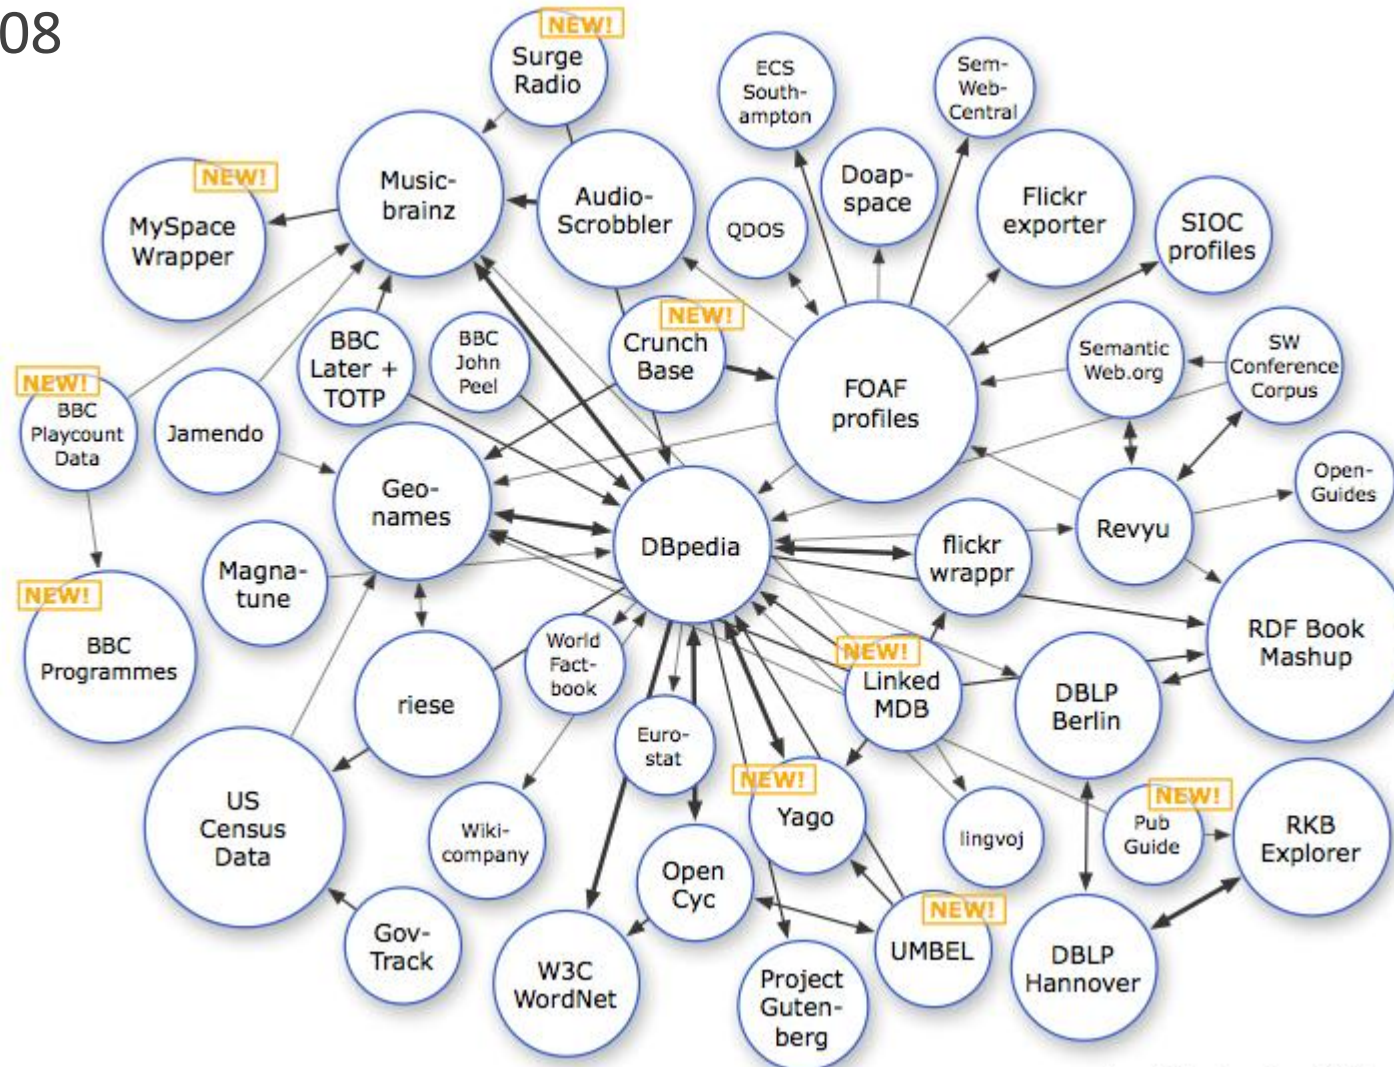 08
NEW!
Surge
Radio
ECS
South-
ampton
Sem-
Web-
Central
Music-
brainz
NEW!
MySpace
Wrapper
Audio-
Scrobbler
QDOS
Doap-
space
Flickr
exporter
SIOC
profiles
BBC
Later +
TOTP
BBC
John
Peel
NEW!
Crunch
Base
FOAF
profiles
Semantic
Web.org
SW
Conference
Corpus
NEW!
BBC
Playcount
Data
Jamendo
Geo-
names
Open-
Guides
DBpedia
flickr
wrappr
Revyu
Magna-
tune
NEW!
BBC
Programmes
riese
World
Fact-
book
NEW!
Linked
MDB
DBLP
Berlin
RDF Book
Mashup
Euro-
stat
US
Census
Data
Wiki-
company
NEW!
Yago
lingvoj
NEW!
Pub
Guide
RKB
Explorer
Open
Cyc
Gov-
Track
W3C
WordNet
Project
Guten-
berg
NEW!
UMBEL
DBLP
Hannover